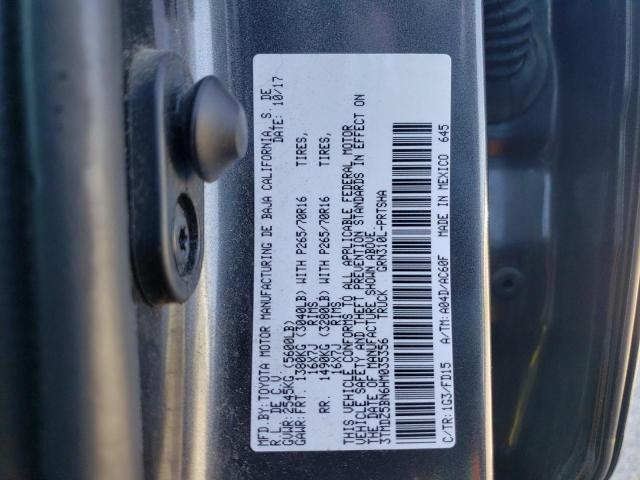 MFD.BY: TOYOTA MOTOR MANUFACTURING DE BAJA CALIFORNIA, S. DE
R.L. DE C.V. DATE: 10/17
GVWR: 2545KG (5600LB)
GAWR: FRT. 1380KG (3040LB) WITH P265/70R16 TIRES,
16X7J RIMS
RR. 1490KG (3280LB) WITH P265/70R16 TIRES,
16X7J RIMS
THIS VEHICLE CONFORMS TO ALL APPLICABLE FEDERAL MOTOR
VEHICLE SAFETY AND THEFT PREVENTION STANDARDS IN EFFECT ON
THE DATE OF MANUFACTURE SHOWN ABOVE.
3TMDZ5BN6HM035356 TRUCK GRN310L-PRTSHA
C/TR: 1G3/FD15 A/TM: A04D/AC60F MADE IN MEXICO 645